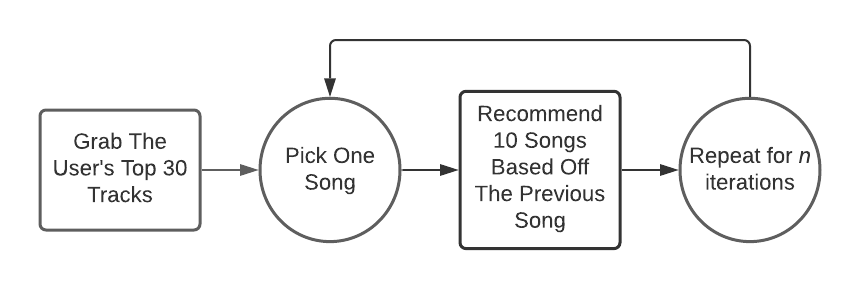 Grab The
User's Top 30
Tracks
Pick One
Song
Recommend
10 Songs
Based Off
The Previous
Song
Repeat for n
iterations